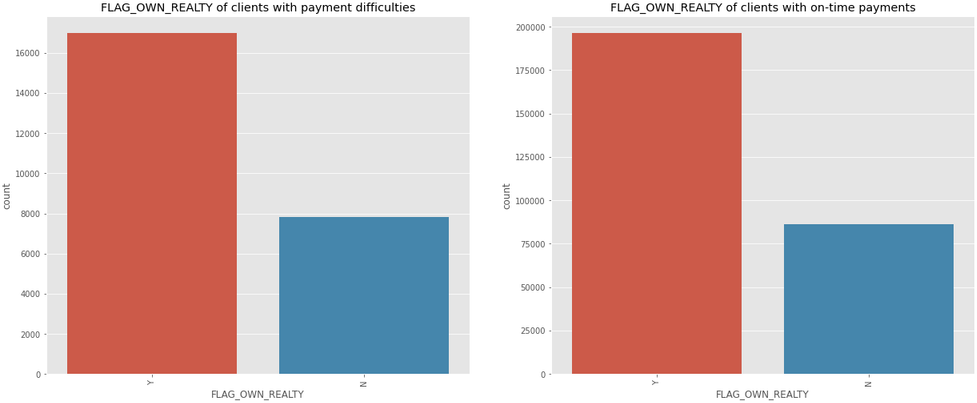 FLAG_OWN_REALTY of clients with payment difficulties
16000
14000
12000
10000
8000
6000
4000
2000
0
count
Y
N
FLAG_OWN_REALTY
FLAG_OWN_REALTY of clients with on-time payments
200000
175000
150000
125000
100000
75000
50000
25000
0
count
Y
N
FLAG_OWN_REALTY